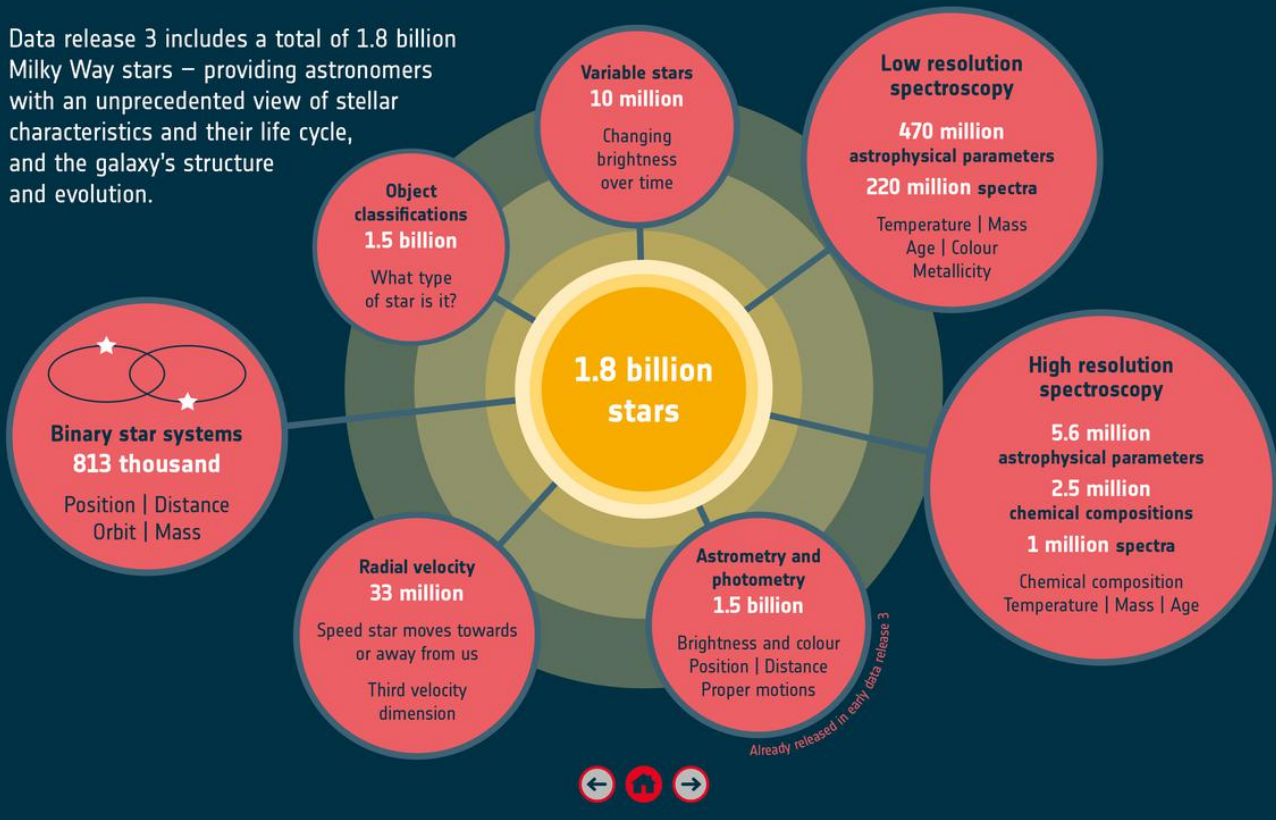 Data release 3 includes a total of 1.8 billion
Milky Way stars – providing astronomers
with an unprecedented view of stellar
characteristics and their life cycle,
and the galaxy's structure
and evolution.
Variable stars
10 million
Changing
brightness
over time
Low resolution
spectroscopy
470 million
astrophysical parameters
220 million spectra
Temperature | Mass
Age | Colour
Metallicity
Object
classifications
1.5 billion
What type
of star is it?
1.8 billion
stars
Binary star systems
813 thousand
Position | Distance
Orbit | Mass
High resolution
spectroscopy
5.6 million
astrophysical parameters
2.5 million
chemical compositions
1 million spectra
Chemical composition
Temperature | Mass | Age
Radial velocity
33 million
Speed star moves towards
or away from us
Third velocity
dimension
Astrometry and
photometry
1.5 billion
Brightness and colour
Position | Distance
Proper motions
Already released in early data release 3